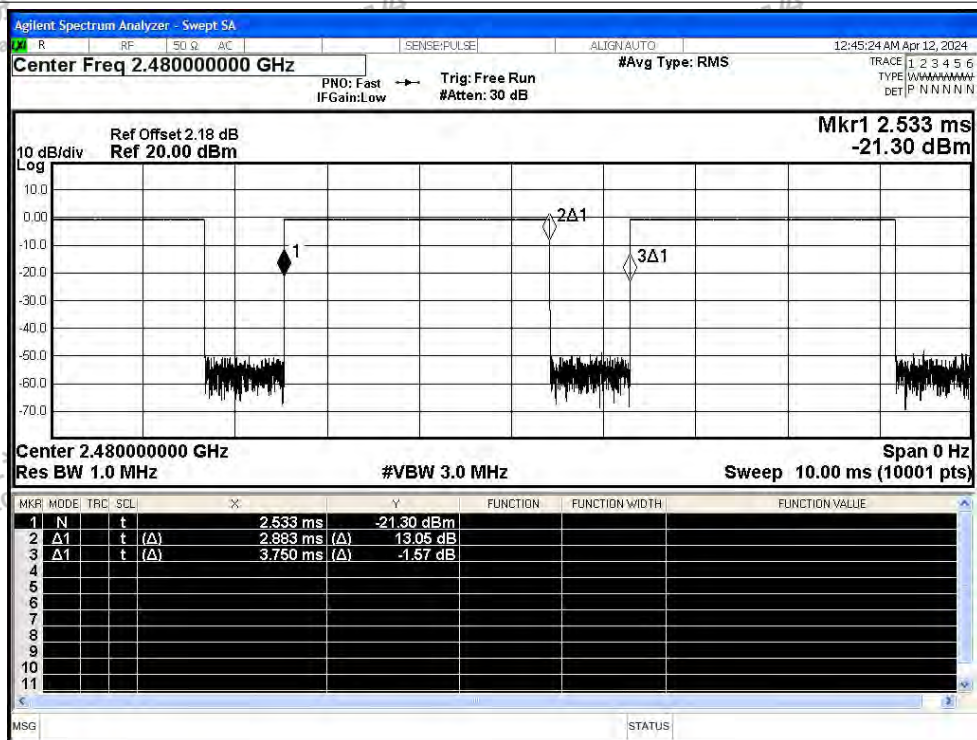 Agilent Spectrum Analyzer - Swept SA
LXI R RF 50 Ω AC SENSE:PULSE ALIGN AUTO 12:45:24 AM Apr 12, 2024
Center Freq 2.480000000 GHz #Avg Type: RMS TRACE 1 2 3 4 5 6
PNO: Fast Trig: Free Run TYPE WWWWWW
IFGain:Low #Atten: 30 dB DET P N N N N N
Mkr1 2.533 ms
Ref Offset 2.18 dB
10 dB/div Ref 20.00 dBm -21.30 dBm
Log
10.0
0.00 2Δ1
-10.0 1
3Δ1
-20.0
-30.0
-40.0
-50.0
-60.0
-70.0
Center 2.480000000 GHz Span 0 Hz
Res BW 1.0 MHz #VBW 3.0 MHz Sweep 10.00 ms (10001 pts)
MKR MODE TRC SCL X Y FUNCTION FUNCTION WIDTH FUNCTION VALUE
1 N t 2.533 ms -21.30 dBm
2 Δ1 t (Δ) 2.883 ms (Δ) 13.05 dB
3 Δ1 t (Δ) 3.750 ms (Δ) -1.57 dB
4
5
6
7
8
9
10
11
MSG STATUS